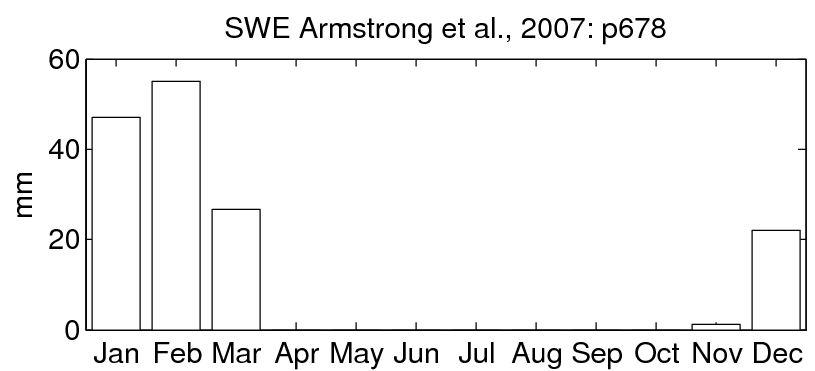 SWE Armstrong et al., 2007: p678
60
40
20
0
mm
Jan Feb Mar Apr May Jun Jul Aug Sep Oct Nov Dec